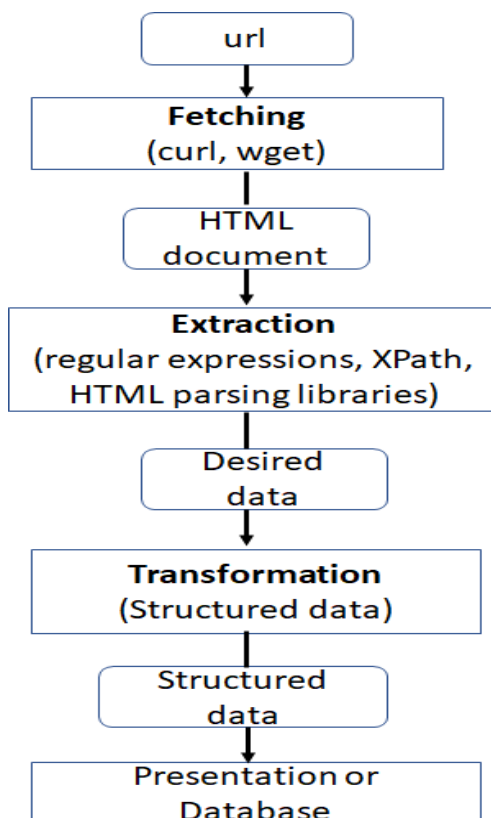 url
Fetching
(curl, wget)
HTML
document
Extraction
(regular expressions, XPath,
HTML parsing libraries)
Desired
data
Transformation
(Structured data)
Structured
data
Presentation or
Database